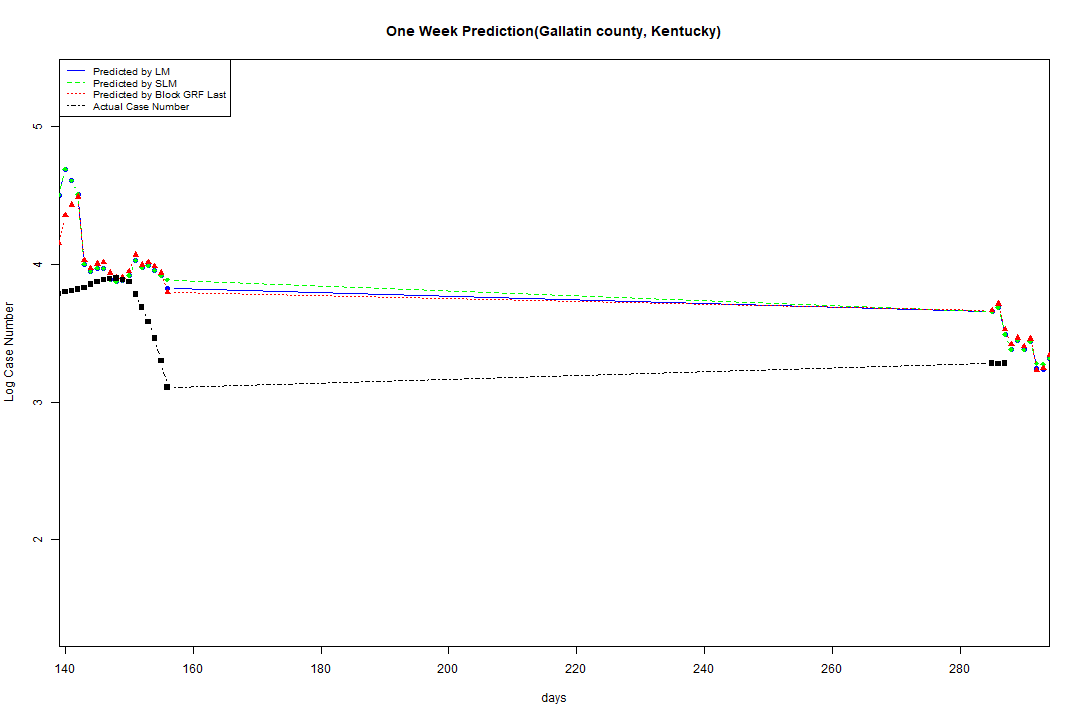 One Week Prediction(Gallatin county, Kentucky)
Predicted by LM
Predicted by SLM
Predicted by Block GRF Last
Actual Case Number
5
4
3
2
Log Case Number
140 160 180 200 220 240 260 280
days